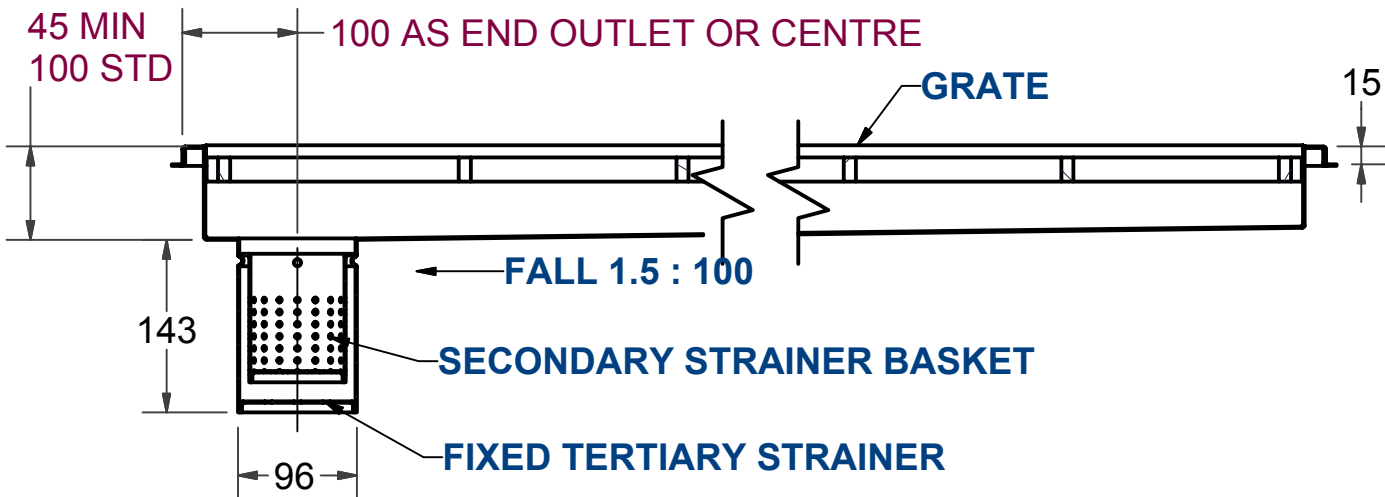 45 MIN
100 STD
100 AS END OUTLET OR CENTRE
GRATE
15
FALL 1.5 : 100
143
SECONDARY STRAINER BASKET
FIXED TERTIARY STRAINER
96